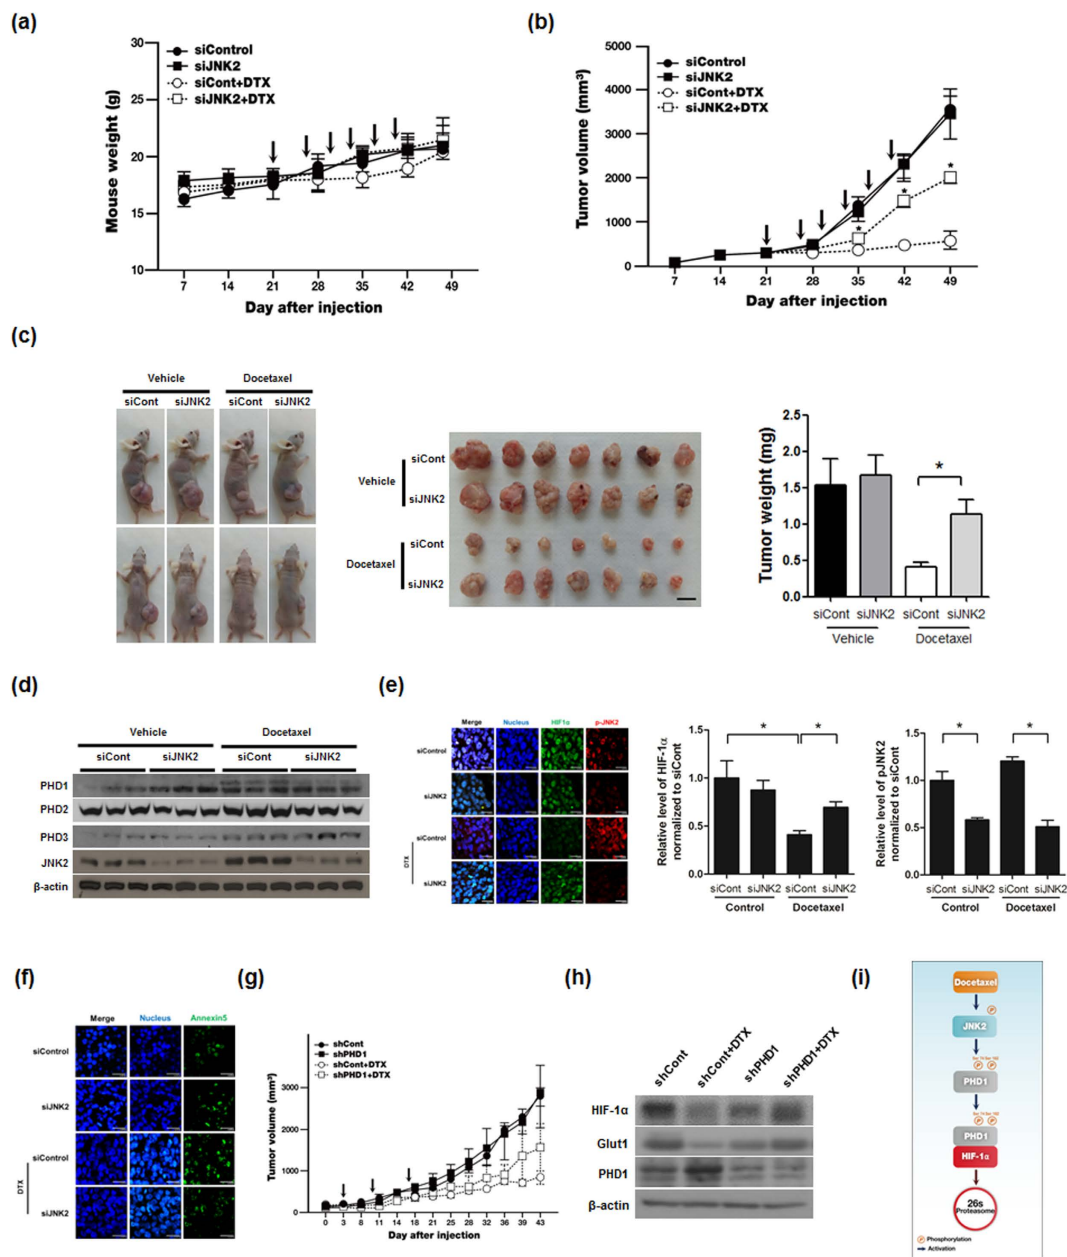 (a)
30
25
20
15
10
Mouse weight (g)
siControl
siJNK2
siCont+DTX
siJNK2+DTX
7 14 21 28 35 42 49
Day after injection
(b)
5000
4000
3000
2000
1000
0
Tumor volume (mm³)
siControl
siJNK2
siCont+DTX
siJNK2+DTX
*
*
*
7 14 21 28 35 42 49
Day after injection
(c)
Vehicle Docetaxel
siCont siJNK2 siCont siJNK2
Vehicle
siCont
siJNK2
Docetaxel
siCont
siJNK2
2.5
2.0
1.5
1.0
0.5
0.0
Tumor weight (mg)
*
siCont siJNK2 siCont siJNK2
Vehicle Docetaxel
(d)
Vehicle Docetaxel
siCont siJNK2 siCont siJNK2
PHD1
PHD2
PHD3
JNK2
β-actin
(e)
Merge Nucleus HIF1α p-JNK2
siControl
siJNK2
siControl
DTX
siJNK2
1.5
1.0
0.5
0.0
Relative level of HIF-1α
normalized to siCont
* *
siCont siJNK2 siCont siJNK2
Control Docetaxel
1.5
1.0
0.5
0.0
Relative level of pJNK2
normalized to siCont
* *
siCont siJNK2 siCont siJNK2
Control Docetaxel
(f)
Merge Nucleus Annexin5
siControl
siJNK2
siControl
DTX
siJNK2
(g)
shCont
shPHD1
shCont+DTX
shPHD1+DTX
3000
2000
1000
0
Tumor volume (mm³)
0 3 8 11 14 18 21 25 28 32 36 39 43
Day after injection
(h)
shCont shCont+DTX shPHD1 shPHD1+DTX
HIF-1α
Glut1
PHD1
β-actin
(i)
Docetaxel
P
JNK2
P P
PHD1
P P
PHD1
HIF-1α
26s
Proteasome
P Phosphorylation
Activation